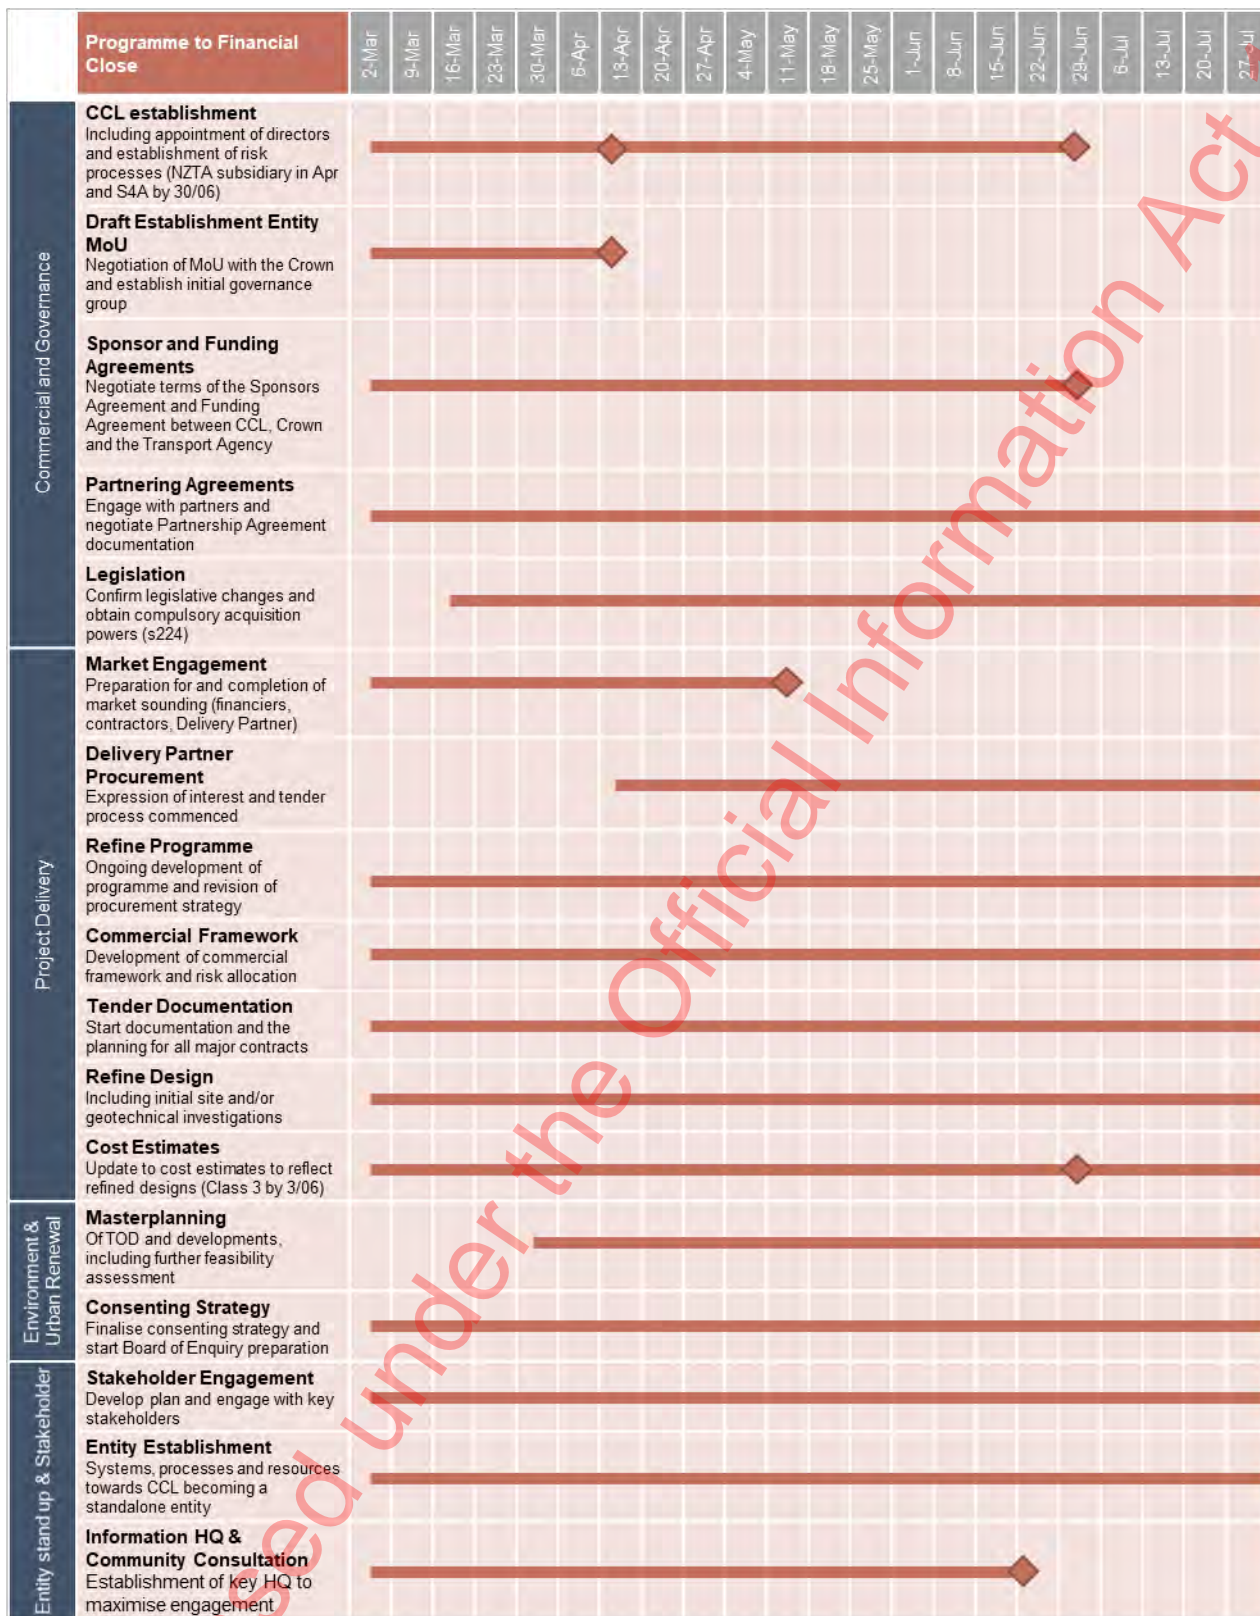 Programme to Financial
Close
2-Mar
9-Mar
16-Mar
23-Mar
30-Mar
6-Apr
13-Apr
20-Apr
27-Apr
4-May
11-May
18-May
25-May
1-Jun
8-Jun
15-Jun
22-Jun
29-Jun
6-Jul
13-Jul
20-Jul
27-Jul
Commercial and Governance
CCL establishment
Including appointment of directors
and establishment of risk
processes (NZTA subsidiary in Apr
and S4A by 30/06)
Draft Establishment Entity
MoU
Negotiation of MoU with the Crown
and establish initial governance
group
Sponsor and Funding
Agreements
Negotiate terms of the Sponsors
Agreement and Funding
Agreement between CCL, Crown
and the Transport Agency
Partnering Agreements
Engage with partners and
negotiate Partnership Agreement
documentation
Legislation
Confirm legislative changes and
obtain compulsory acquisition
powers (s224)
Project Delivery
Market Engagement
Preparation for and completion of
market sounding (financiers,
contractors, Delivery Partner)
Delivery Partner
Procurement
Expression of interest and tender
process commenced
Refine Programme
Ongoing development of
programme and revision of
procurement strategy
Commercial Framework
Development of commercial
framework and risk allocation
Tender Documentation
Start documentation and the
planning for all major contracts
Refine Design
Including initial site and/or
geotechnical investigations
Cost Estimates
Update to cost estimates to reflect
refined designs (Class 3 by 3/06)
Environment &
Urban Renewal
Masterplanning
Of TOD and developments,
including further feasibility
assessment
Consenting Strategy
Finalise consenting strategy and
start Board of Enquiry preparation
Entity stand up & Stakeholder
Stakeholder Engagement
Develop plan and engage with key
stakeholders
Entity Establishment
Systems, processes and resources
towards CCL becoming a
standalone entity
Information HQ &
Community Consultation
Establishment of key HQ to
maximise engagement
sed under the Official Information Act